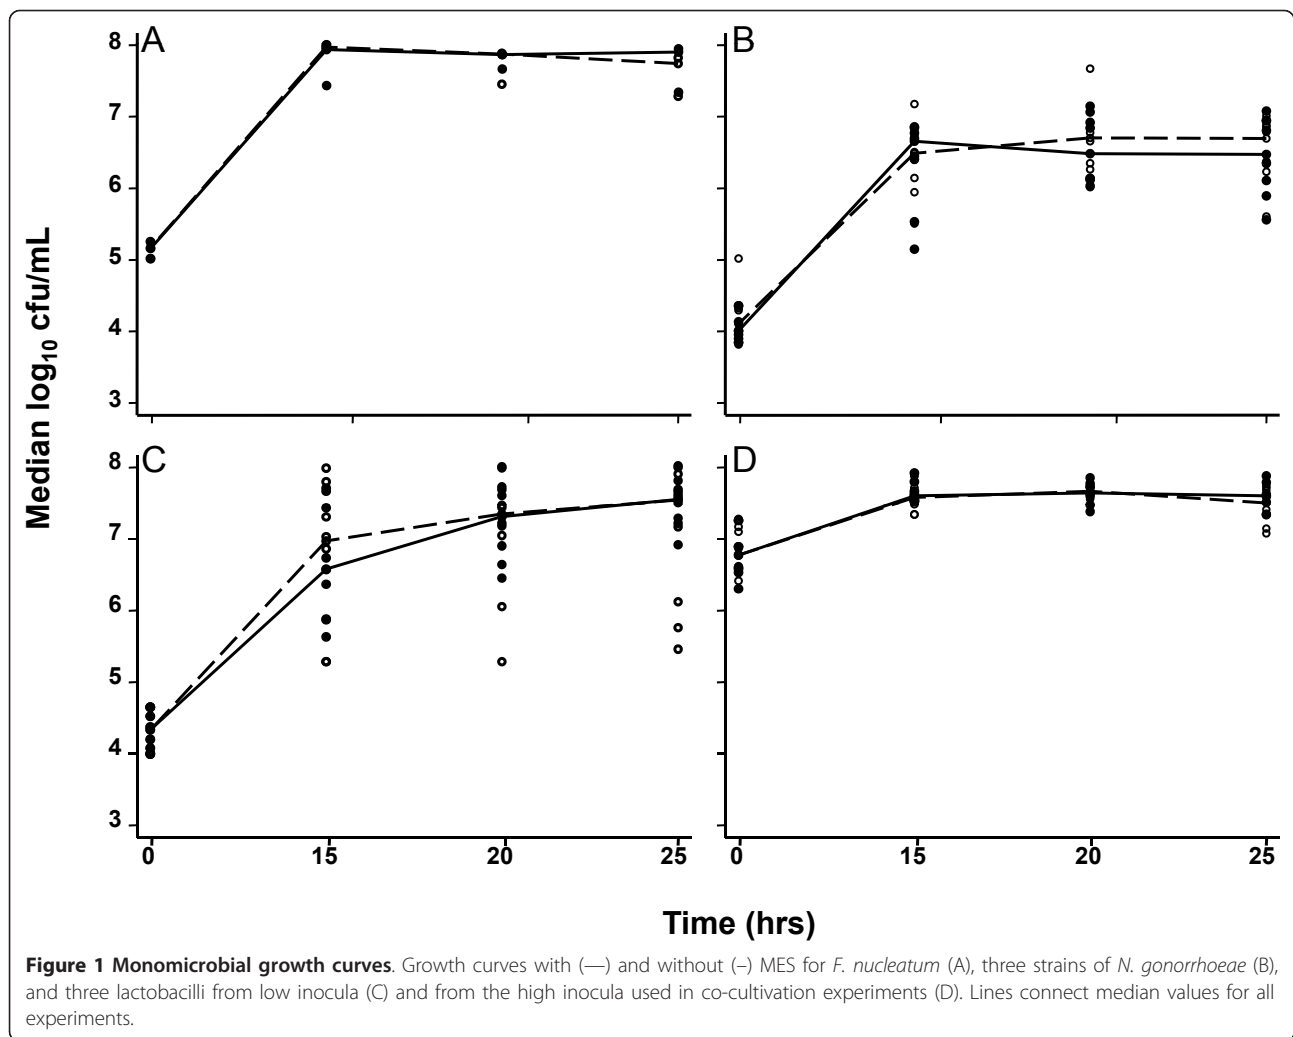 A
B
8
7
6
5
4
3
C
D
8
7
6
5
4
3
Median log₁₀ cfu/mL
0 15 20 25 0 15 20 25
Time (hrs)
Figure 1 Monomicrobial growth curves. Growth curves with (—) and without (–) MES for F. nucleatum (A), three strains of N. gonorrhoeae (B),
and three lactobacilli from low inocula (C) and from the high inocula used in co-cultivation experiments (D). Lines connect median values for all
experiments.